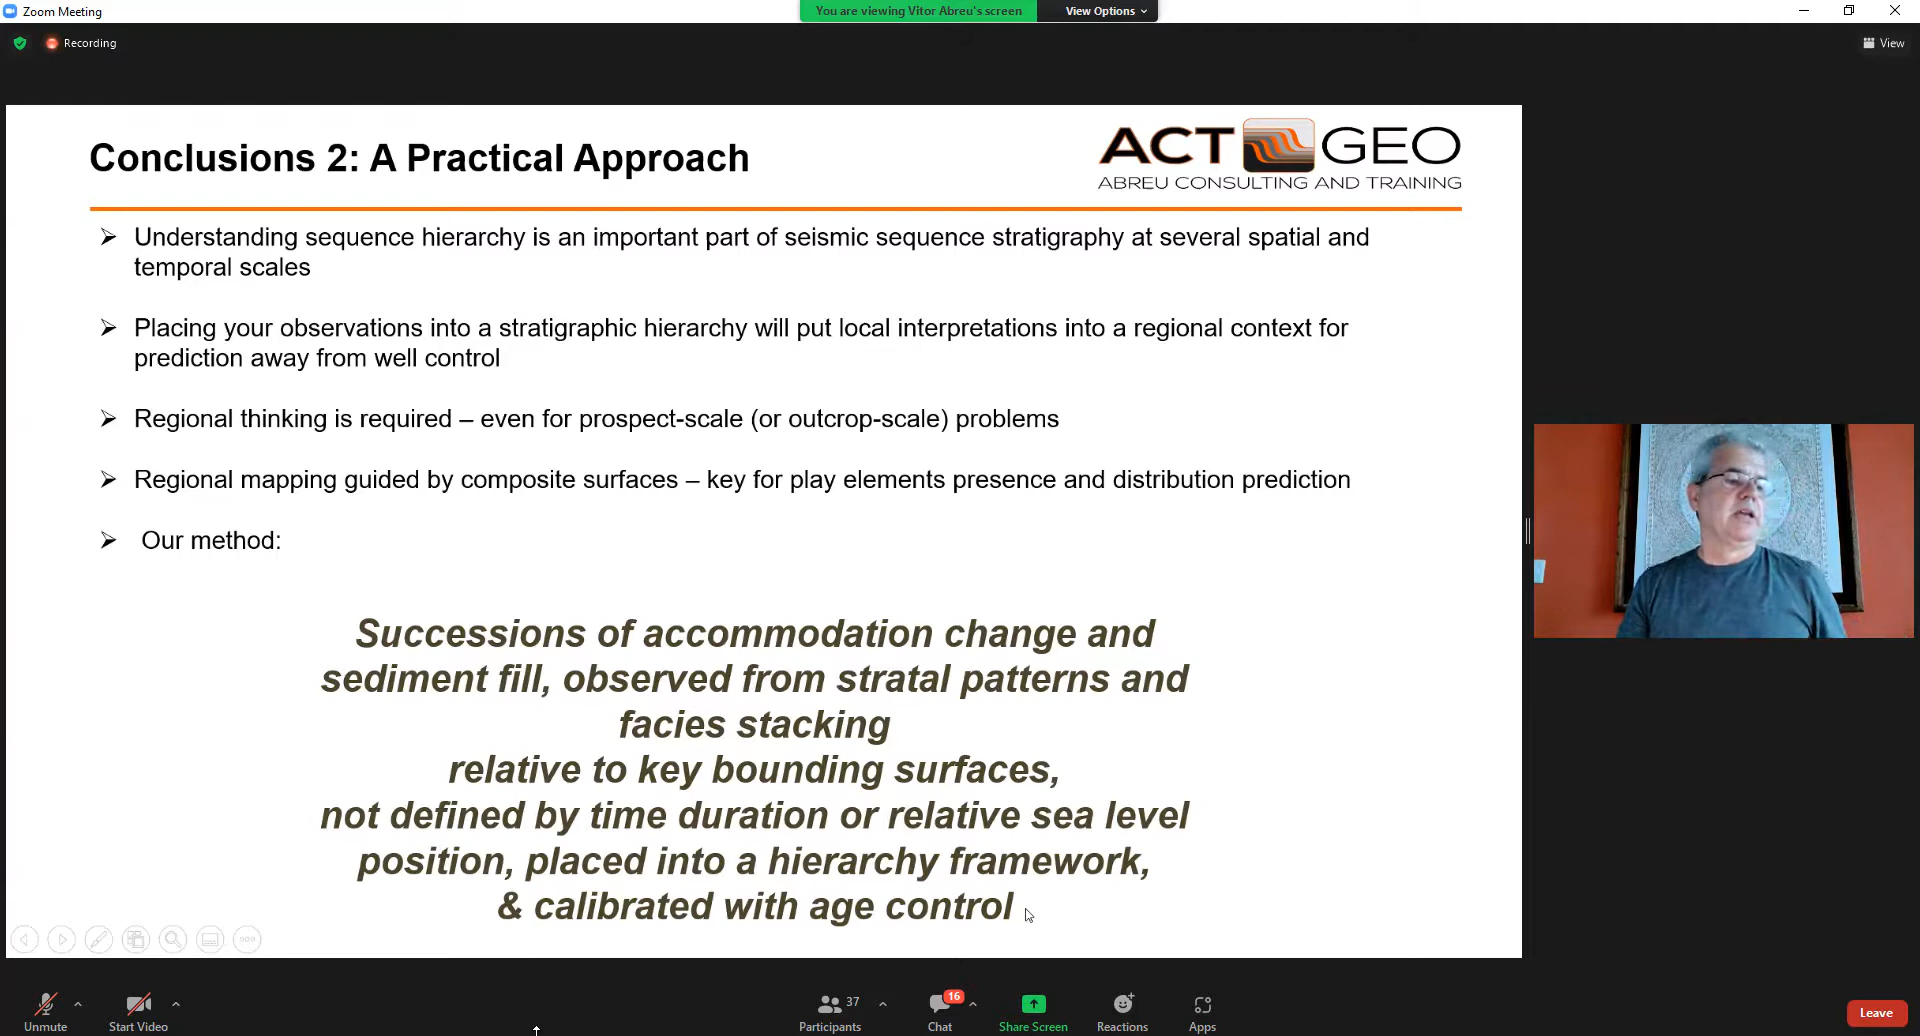 Zoom Meeting
You are viewing Vitor Abreu's screen
View Options
Recording
View
Conclusions 2: A Practical Approach
ACT GEO
ABREU CONSULTING AND TRAINING
Understanding sequence hierarchy is an important part of seismic sequence stratigraphy at several spatial and
temporal scales
Placing your observations into a stratigraphic hierarchy will put local interpretations into a regional context for
prediction away from well control
Regional thinking is required – even for prospect-scale (or outcrop-scale) problems
Regional mapping guided by composite surfaces – key for play elements presence and distribution prediction
Our method:
Successions of accommodation change and
sediment fill, observed from stratal patterns and
facies stacking
relative to key bounding surfaces,
not defined by time duration or relative sea level
position, placed into a hierarchy framework,
& calibrated with age control
Unmute
Start Video
37
Participants
16
Chat
Share Screen
Reactions
Apps
Leave